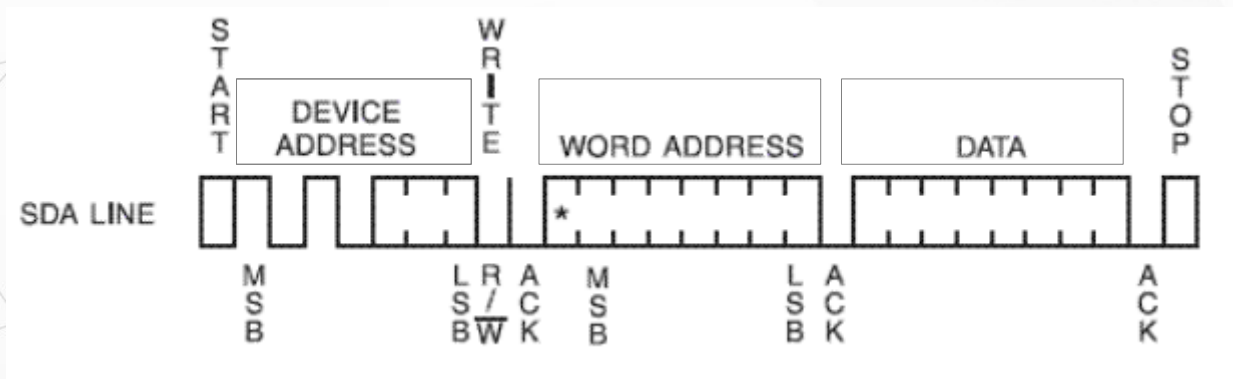 START
WRITE
STOP
DEVICE
ADDRESS
WORD ADDRESS
DATA
SDA LINE
*
MSB
LSB
R/W
ACK
MSB
LSB
ACK
ACK